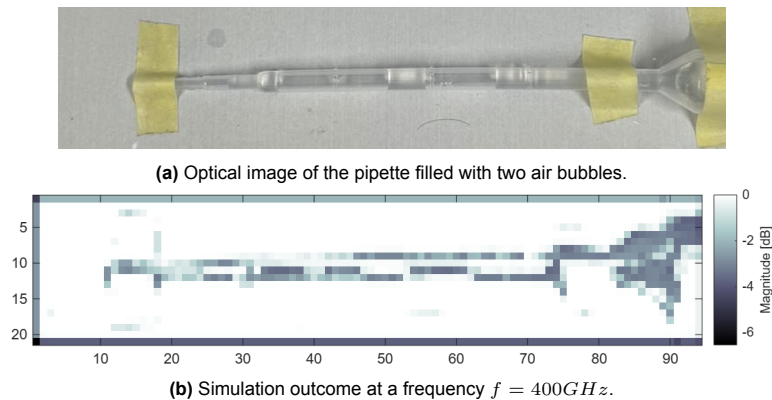 (a) Optical image of the pipette filled with two air bubbles.
0
5
10
15
20
10 20 30 40 50 60 70 80 90
0
-2
-4
-6
Magnitude [dB]
(b) Simulation outcome at a frequency f = 400GHz.